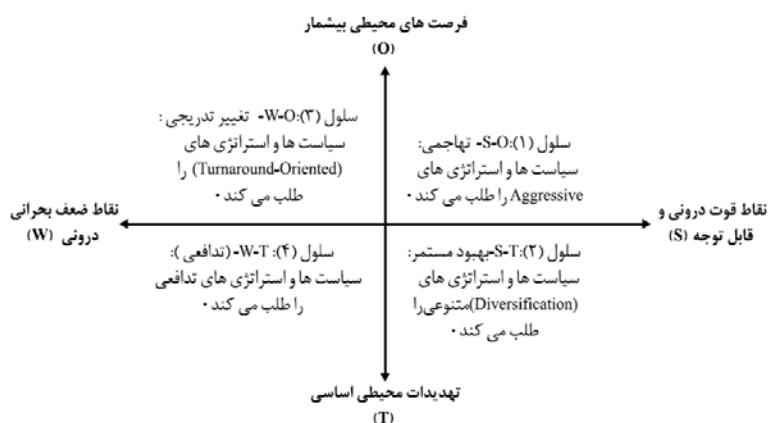 فرصت های محیطی بیشمار
(O)
سلول (۱):S-O- تهاجمی:
سیاست ها و استراتژی های
Aggressive را طلب می کند.
سلول (۳):W-O- تغییر تدریجی:
سیاست ها و استراتژی های
(Turnaround-Oriented) را
طلب می کند.
نقاط قوت درونی و
قابل توجه (S)
نقاط ضعف بحرانی
درونی (W)
سلول (۲):S-T-بهبود مستمر:
سیاست ها و استراتژی های
(Diversification)متنوعی را
طلب می کند.
سلول (۴):W-T-(تدافعی):
سیاست ها و استراتژی های تدافعی
را طلب می کند.
تهدیدات محیطی اساسی
(T)